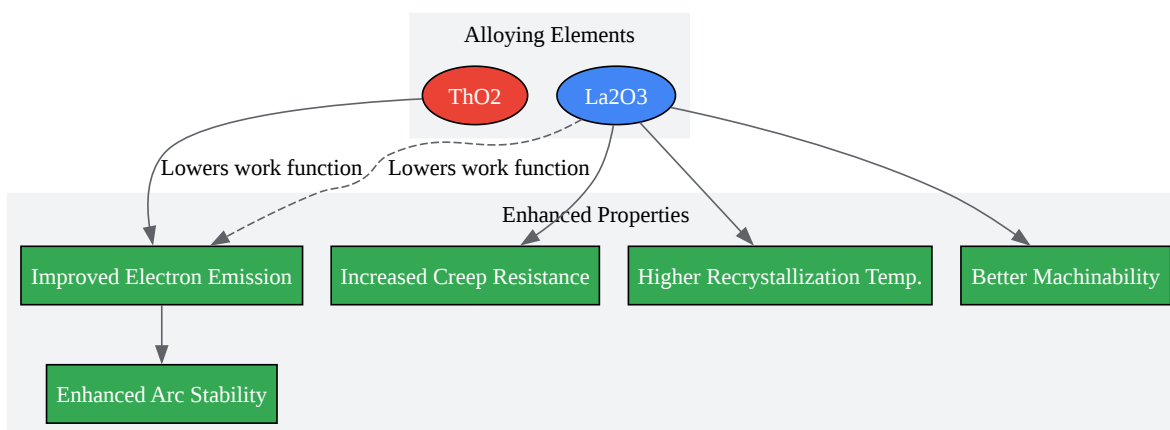 Alloying Elements
ThO2
La2O3
Lowers work function
Lowers work function
Enhanced Properties
Improved Electron Emission
Increased Creep Resistance
Higher Recrystallization Temp.
Better Machinability
Enhanced Arc Stability